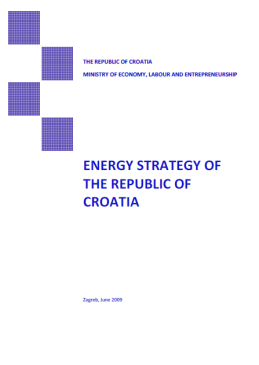 THE REPUBLIC OF CROATIA
MINISTRY OF ECONOMY, LABOUR AND ENTREPRENEURSHIP
ENERGY STRATEGY OF
THE REPUBLIC OF
CROATIA
Zagreb, June 2009